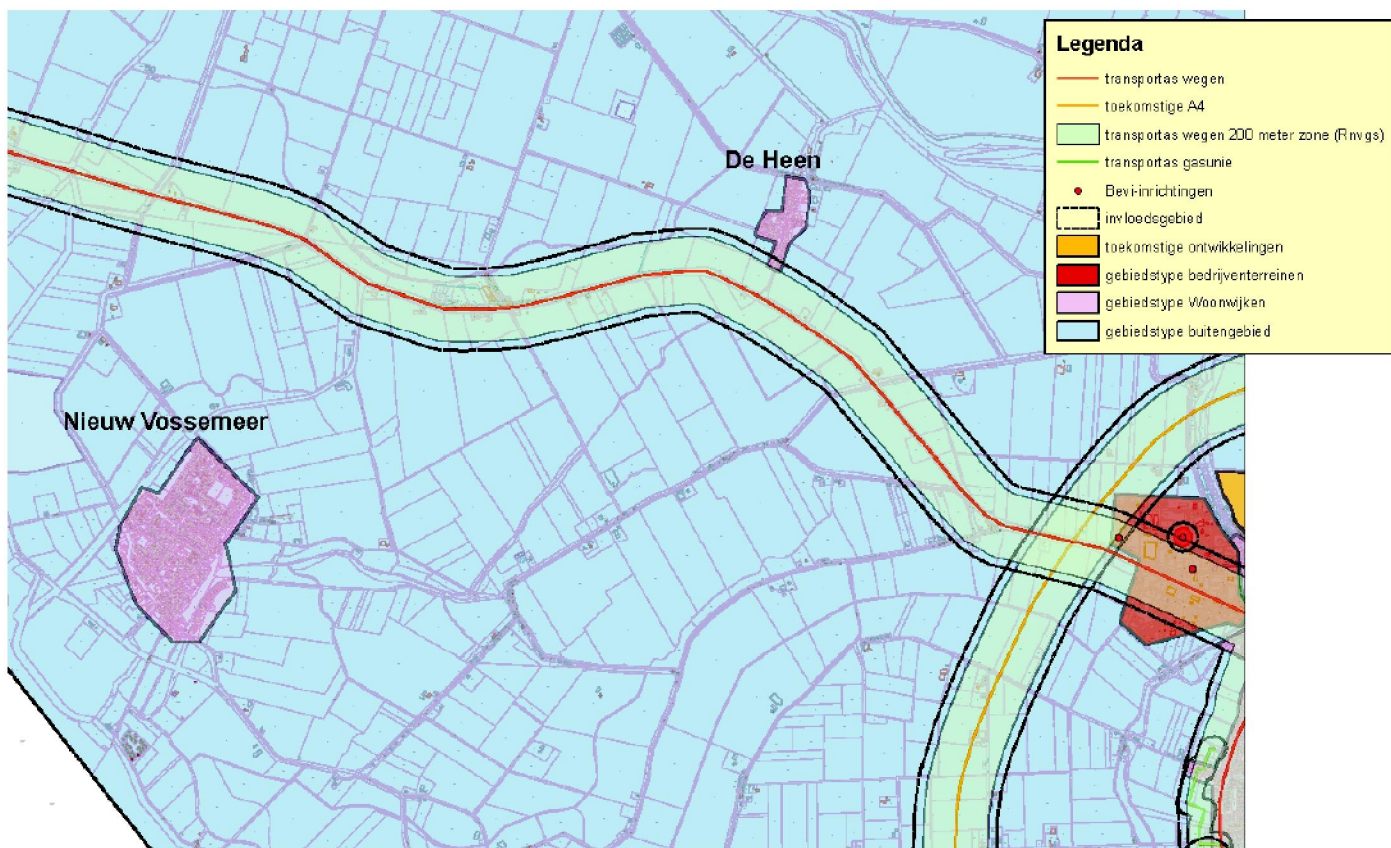 Legenda
transportas wegen
toekomstige A4
transportas wegen 200 meter zone (Rnvgs)
transportas gasunie
Bevi-inrichtingen
invloedsgebied
toekomstige ontwikkelingen
gebiedstype bedrijventerreinen
gebiedstype Woonwijken
gebiedstype buitengebied
De Heen
Nieuw Vossemeer